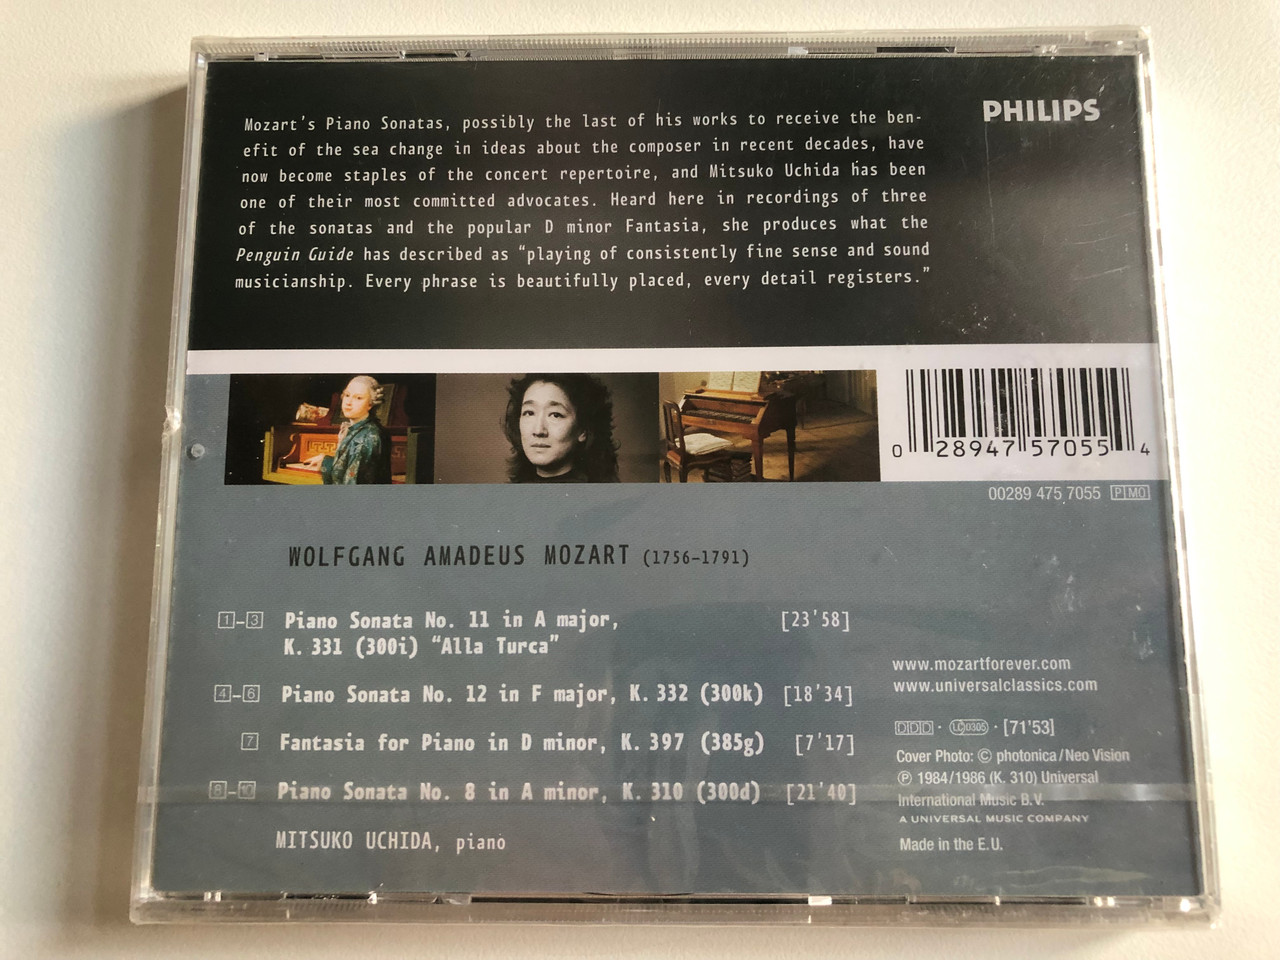 Mozart's Piano Sonatas, possibly the last of his works to receive the ben-
efit of the sea change in ideas about the composer in recent decades, have
now become staples of the concert repertoire, and Mitsuko Uchida has been
one of their most committed advocates. Heard here in recordings of three
of the sonatas and the popular D minor Fantasia, she produces what the
Penguin Guide has described as “playing of consistently fine sense and sound
musicianship. Every phrase is beautifully placed, every detail registers.”
PHILIPS
0 28947 57055 4
00289 475 7055 PMO
WOLFGANG AMADEUS MOZART (1756–1791)
1–3 Piano Sonata No. 11 in A major, [23'58]
K. 331 (300i) “Alla Turca”
4–6 Piano Sonata No. 12 in F major, K. 332 (300k) [18'34]
7 Fantasia for Piano in D minor, K. 397 (385g) [7'17]
8–10 Piano Sonata No. 8 in A minor, K. 310 (300d) [21'40]
MITSUKO UCHIDA, piano
www.mozartforever.com
www.universalclassics.com
DDD · LC0305 · [71'53]
Cover Photo: © photonica/Neo Vision
℗ 1984/1986 (K. 310) Universal
International Music B.V.
A UNIVERSAL MUSIC COMPANY
Made in the E.U.